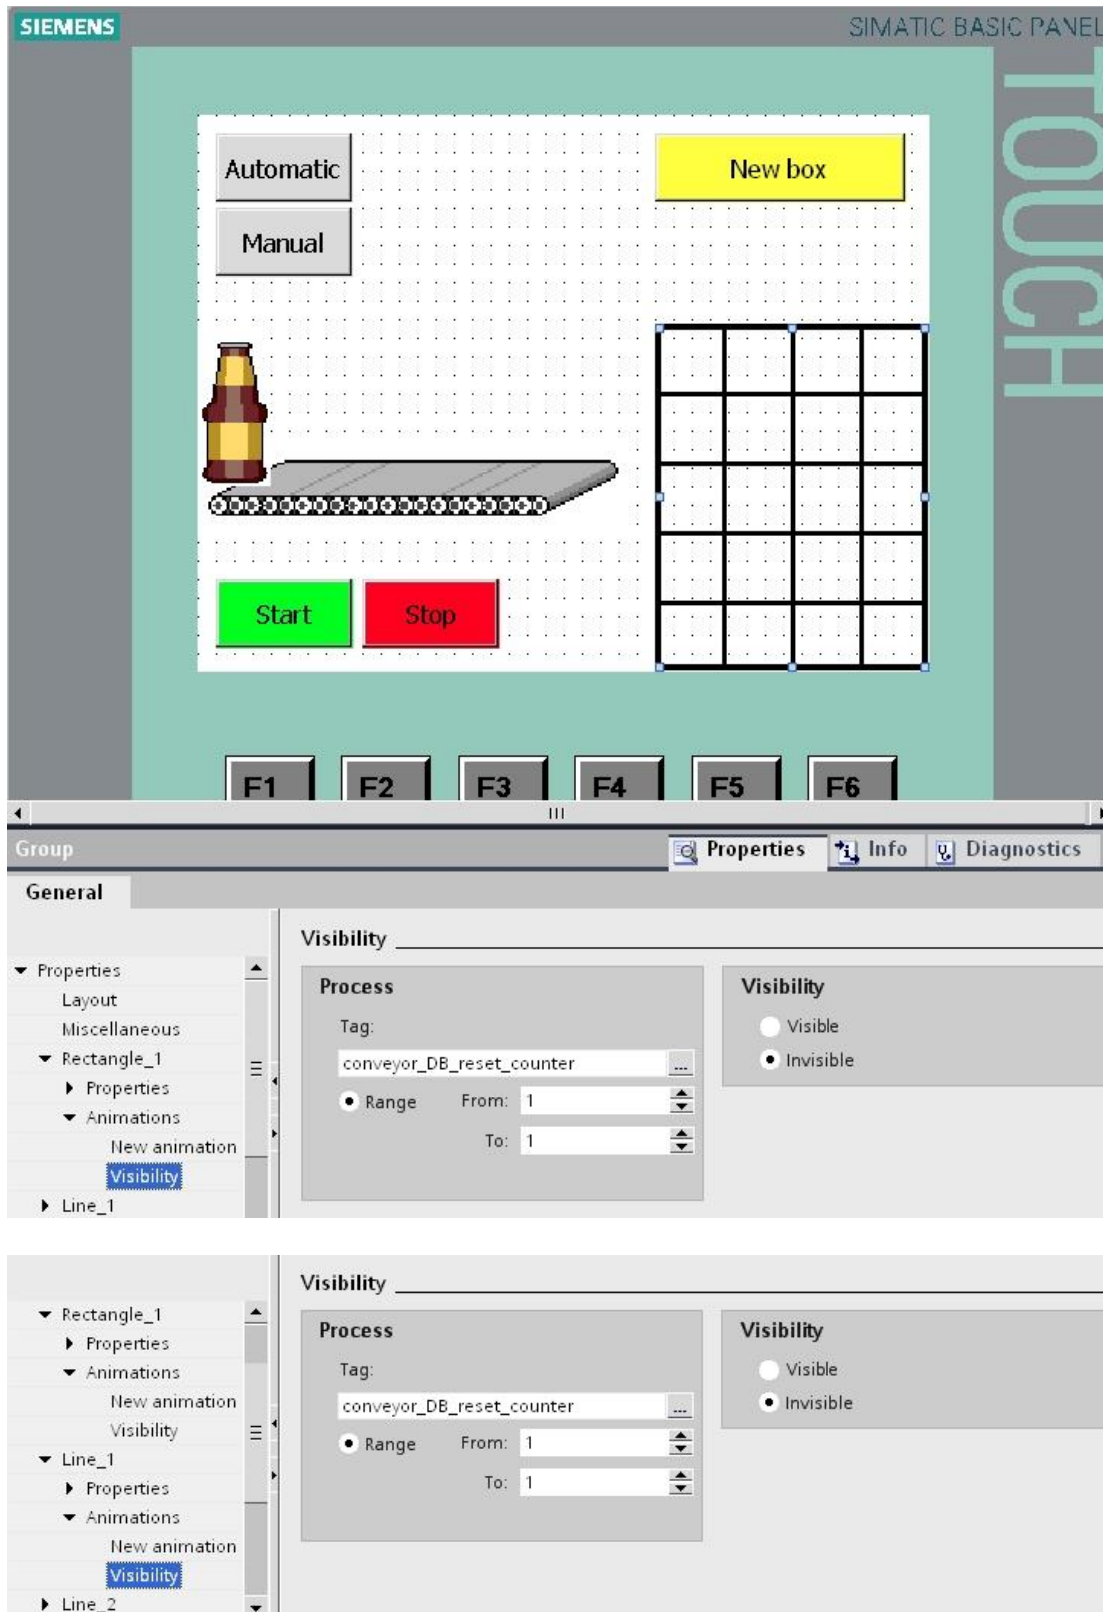 SIEMENS
SIMATIC BASIC PANEL
TOUCH
Automatic
New box
Manual
Start
Stop
F1
F2
F3
F4
F5
F6
Group
Properties
Info
Diagnostics
General
Visibility
Properties
Layout
Miscellaneous
Rectangle_1
Properties
Animations
New animation
Visibility
Line_1
Process
Tag:
conveyor_DB_reset_counter
...
Range
From: 1
To: 1
Visibility
Visible
Invisible
Visibility
Rectangle_1
Properties
Animations
New animation
Visibility
Line_1
Properties
Animations
New animation
Visibility
Line_2
Process
Tag:
conveyor_DB_reset_counter
...
Range
From: 1
To: 1
Visibility
Visible
Invisible